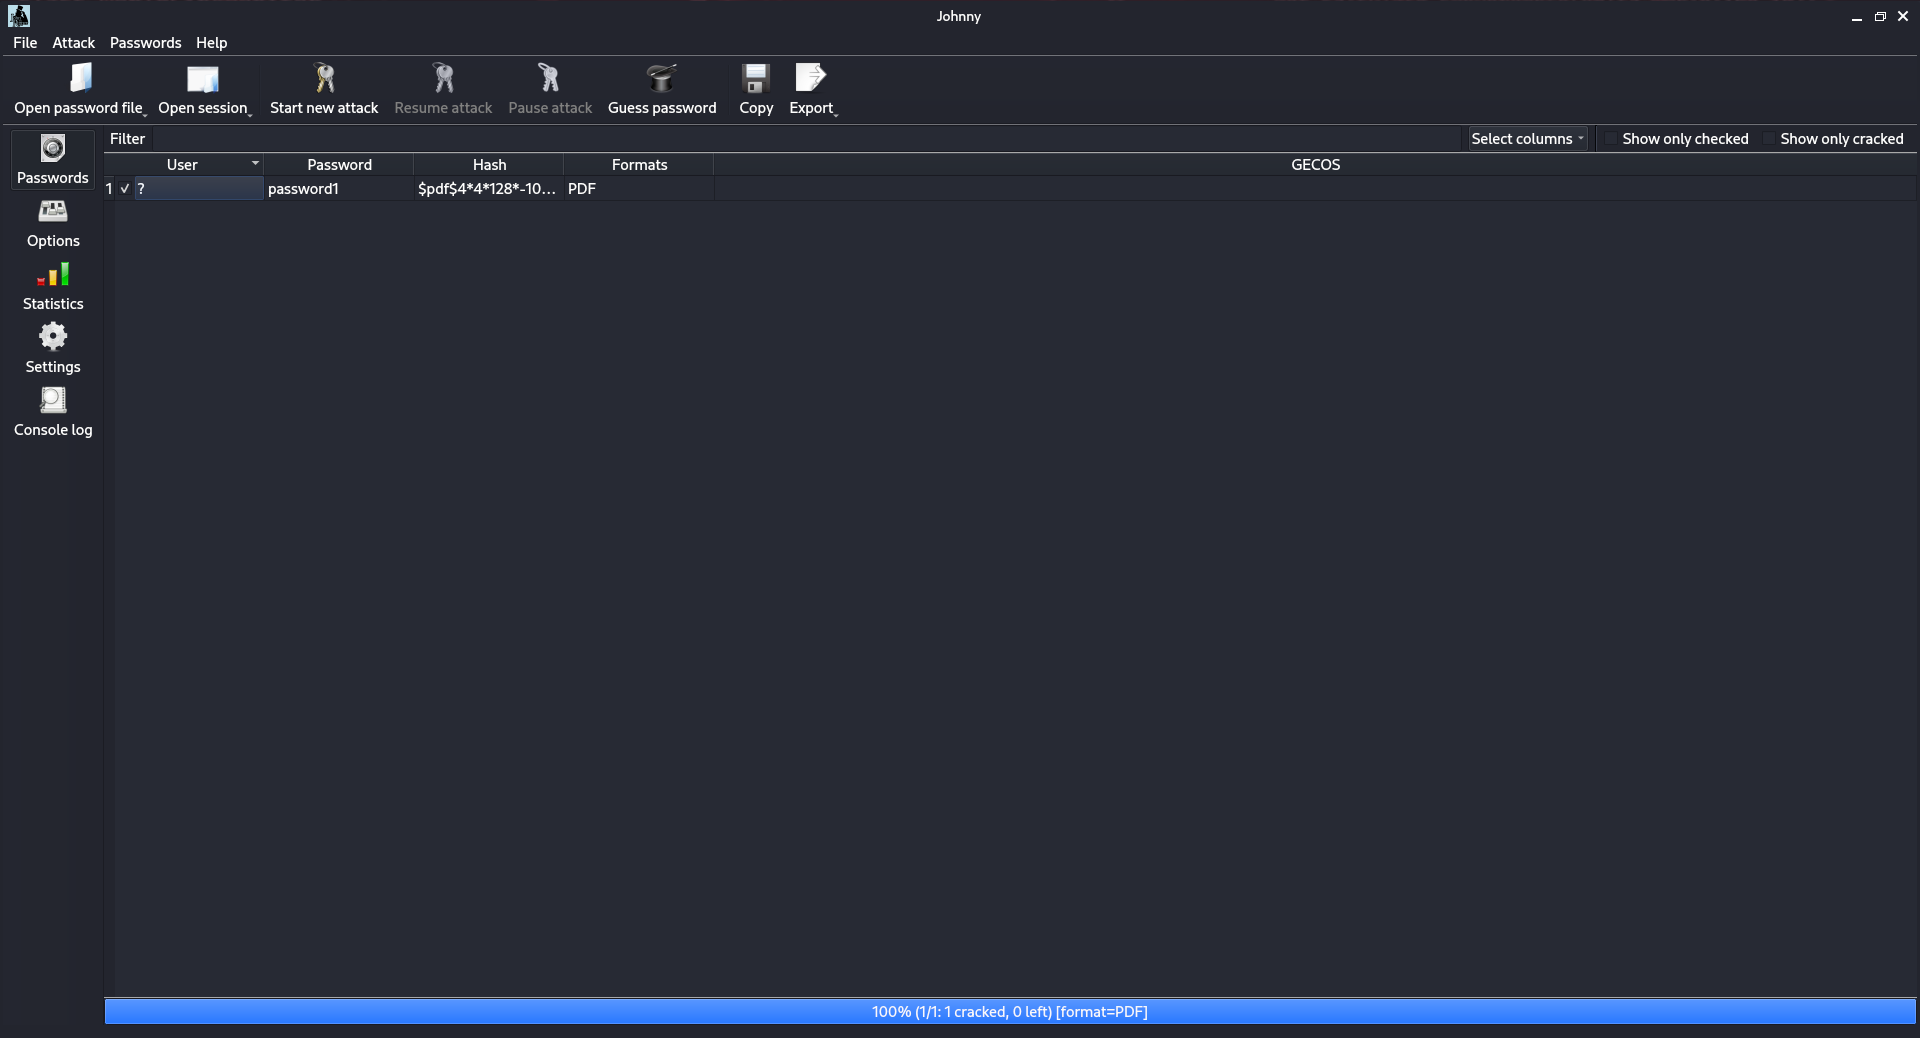 Johnny
File Attack Passwords Help
Open password file Open session Start new attack Resume attack Pause attack Guess password Copy Export
Passwords
Options
Statistics
Settings
Console log
Filter Select columns Show only checked Show only cracked
User Password Hash Formats GECOS
1 ? password1 $pdf$4*4*128*-10... PDF
100% (1/1: 1 cracked, 0 left) [format=PDF]